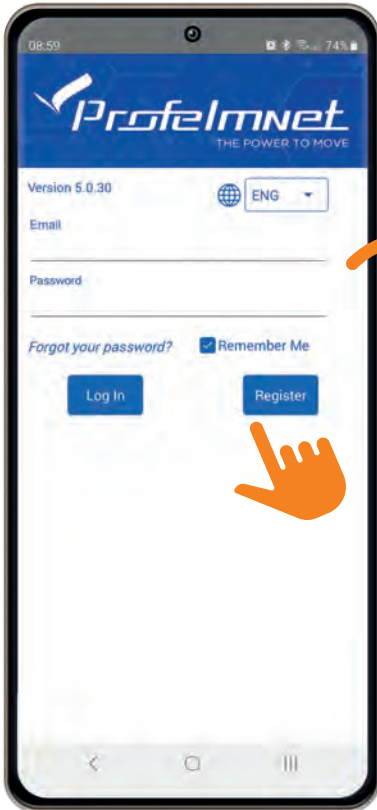 08:59 74%
Profelmnet
THE POWER TO MOVE
Version 5.0.30 ENG
Email
Password
Forgot your password? Remember Me
Log In Register